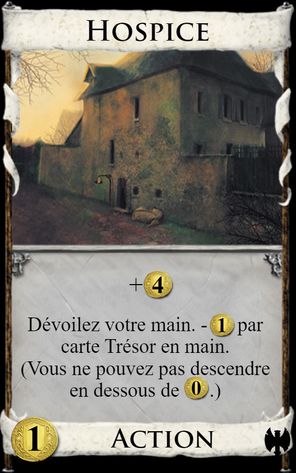 HOSPICE
+4
Dévoilez votre main. - 1 par
carte Trésor en main.
(Vous ne pouvez pas descendre
en dessous de 0.)
1 ACTION